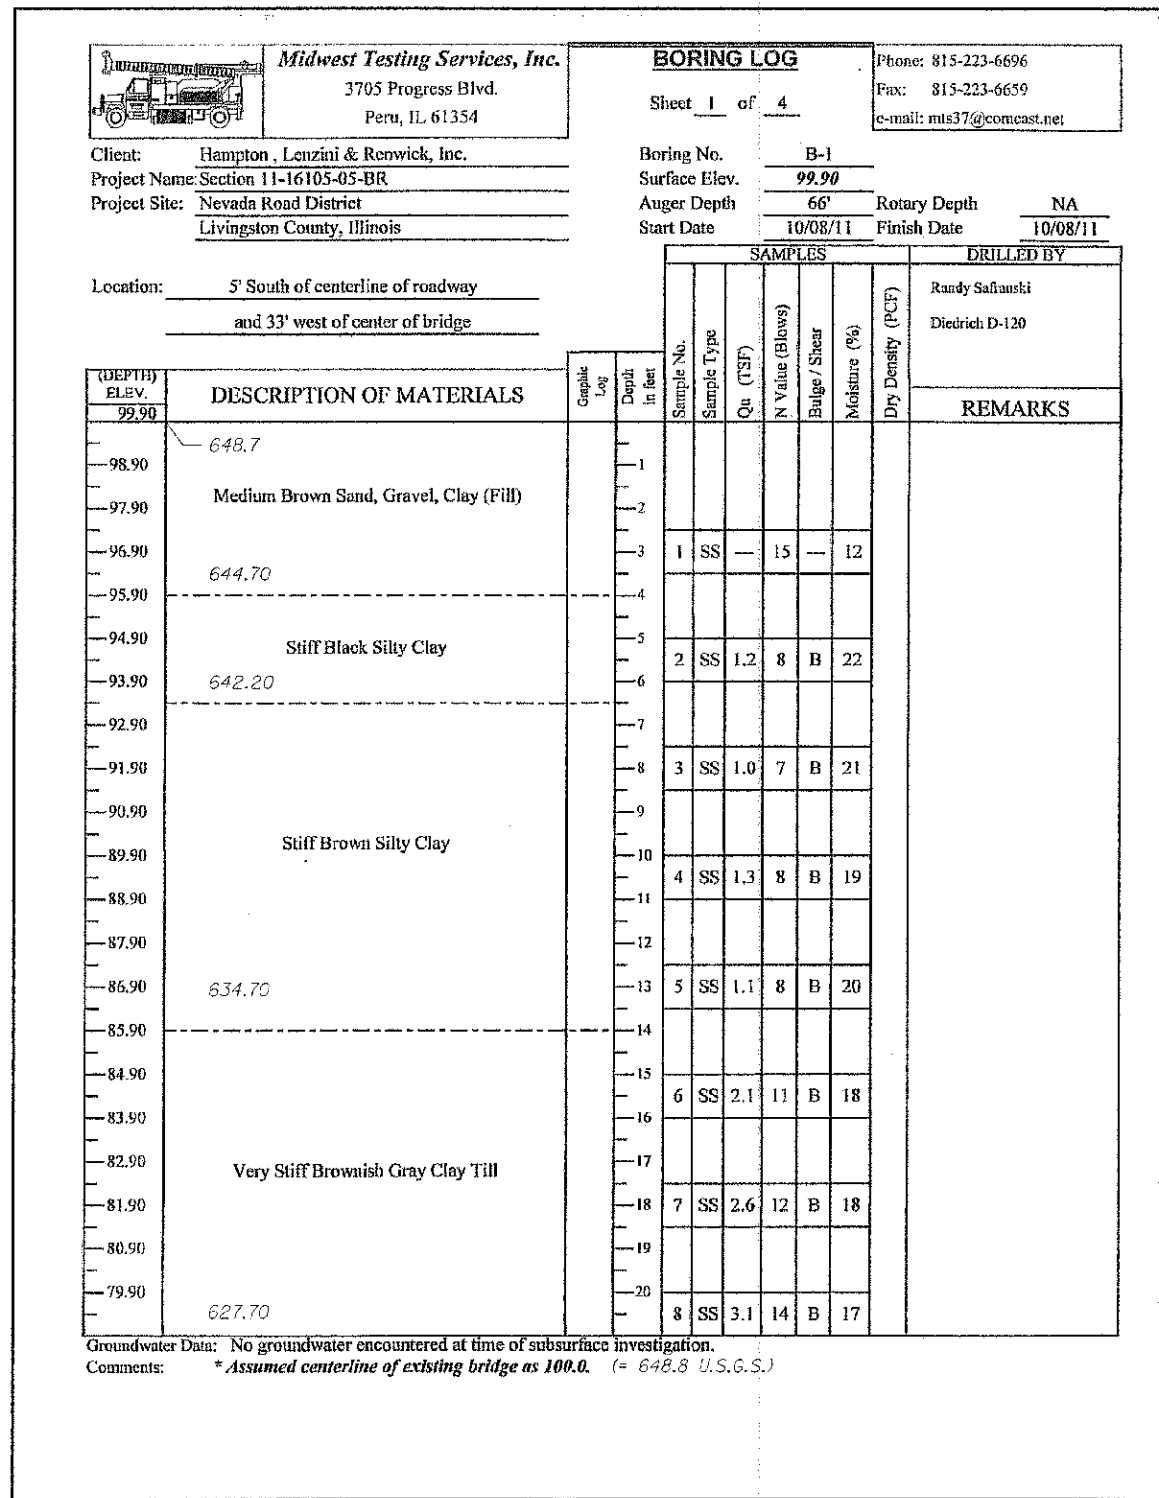 Midwest Testing Services, Inc.
3705 Progress Blvd.
Peru, IL 61354
BORING LOG
Sheet 1 of 4
Phone: 815-223-6696
Fax: 815-223-6659
e-mail: mts37@comcast.net
Client: Hampton , Lenzini & Renwick, Inc.
Project Name: Section 11-16105-05-BR
Project Site: Nevada Road District
Livingston County, Illinois
Boring No. B-1
Surface Elev. 99.90
Auger Depth 66' Rotary Depth NA
Start Date 10/08/11 Finish Date 10/08/11
Location: 5' South of centerline of roadway
and 33' west of center of bridge
SAMPLES
DRILLED BY
Randy Safranski
Diedrich D-120
(DEPTH)
ELEV.
99.90
DESCRIPTION OF MATERIALS
Graphic Log
Depth in feet
Sample No.
Sample Type
Qu (TSF)
N Value (Blows)
Bulge / Shear
Moisture (%)
Dry Density (PCF)
REMARKS
648.7
98.90 1
Medium Brown Sand, Gravel, Clay (Fill)
97.90 2
96.90 3 1 SS --- 15 --- 12
644.70
95.90 4
94.90 5
Stiff Black Silty Clay
2 SS 1.2 8 B 22
93.90 642.20 6
92.90 7
91.90 8 3 SS 1.0 7 B 21
90.90 9
Stiff Brown Silty Clay
89.90 10
4 SS 1.3 8 B 19
88.90 11
87.90 12
86.90 634.70 13 5 SS 1.1 8 B 20
85.90 14
84.90 15
6 SS 2.1 11 B 18
83.90 16
82.90 17
Very Stiff Brownish Gray Clay Till
81.90 18 7 SS 2.6 12 B 18
80.90 19
79.90 20
627.70 8 SS 3.1 14 B 17
Groundwater Data: No groundwater encountered at time of subsurface investigation.
Comments: * Assumed centerline of existing bridge as 100.0. (= 648.8 U.S.G.S.)